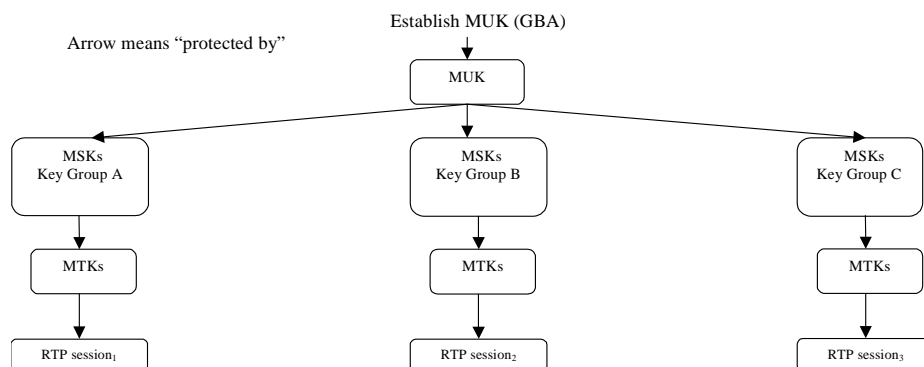 Establish MUK (GBA)
Arrow means “protected by”
MUK
MSKs
Key Group A
MSKs
Key Group B
MSKs
Key Group C
MTKs
MTKs
MTKs
RTP session₁
RTP session₂
RTP session₃